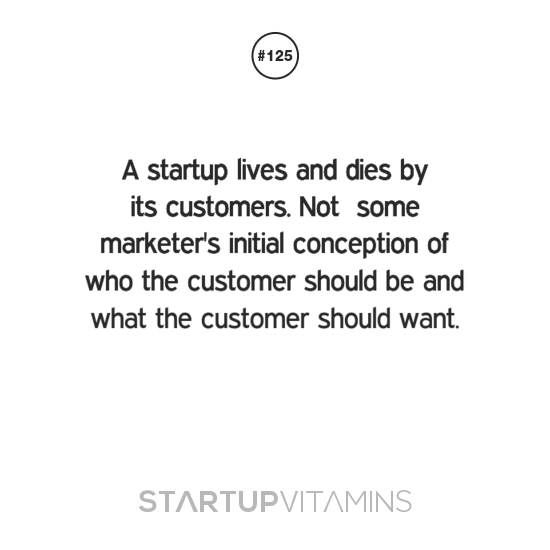 #125
A startup lives and dies by
its customers. Not  some
marketer's initial conception of
who the customer should be and
what the customer should want.
STARTUPVITAMINS